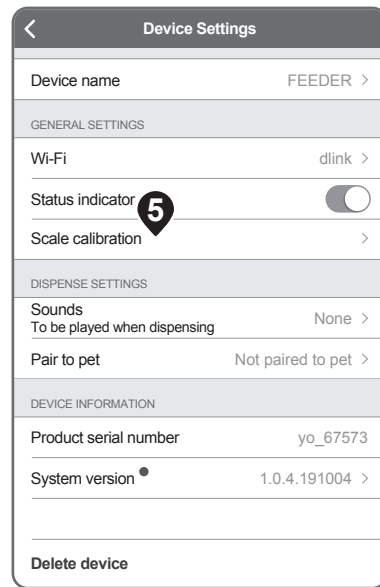 Device Settings
Device name FEEDER >
GENERAL SETTINGS
Wi-Fi dlink >
Status indicator
5
Scale calibration >
DISPENSE SETTINGS
Sounds
To be played when dispensing None >
Pair to pet Not paired to pet >
DEVICE INFORMATION
Product serial number yo_67573
System version 1.0.4.191004 >
Delete device